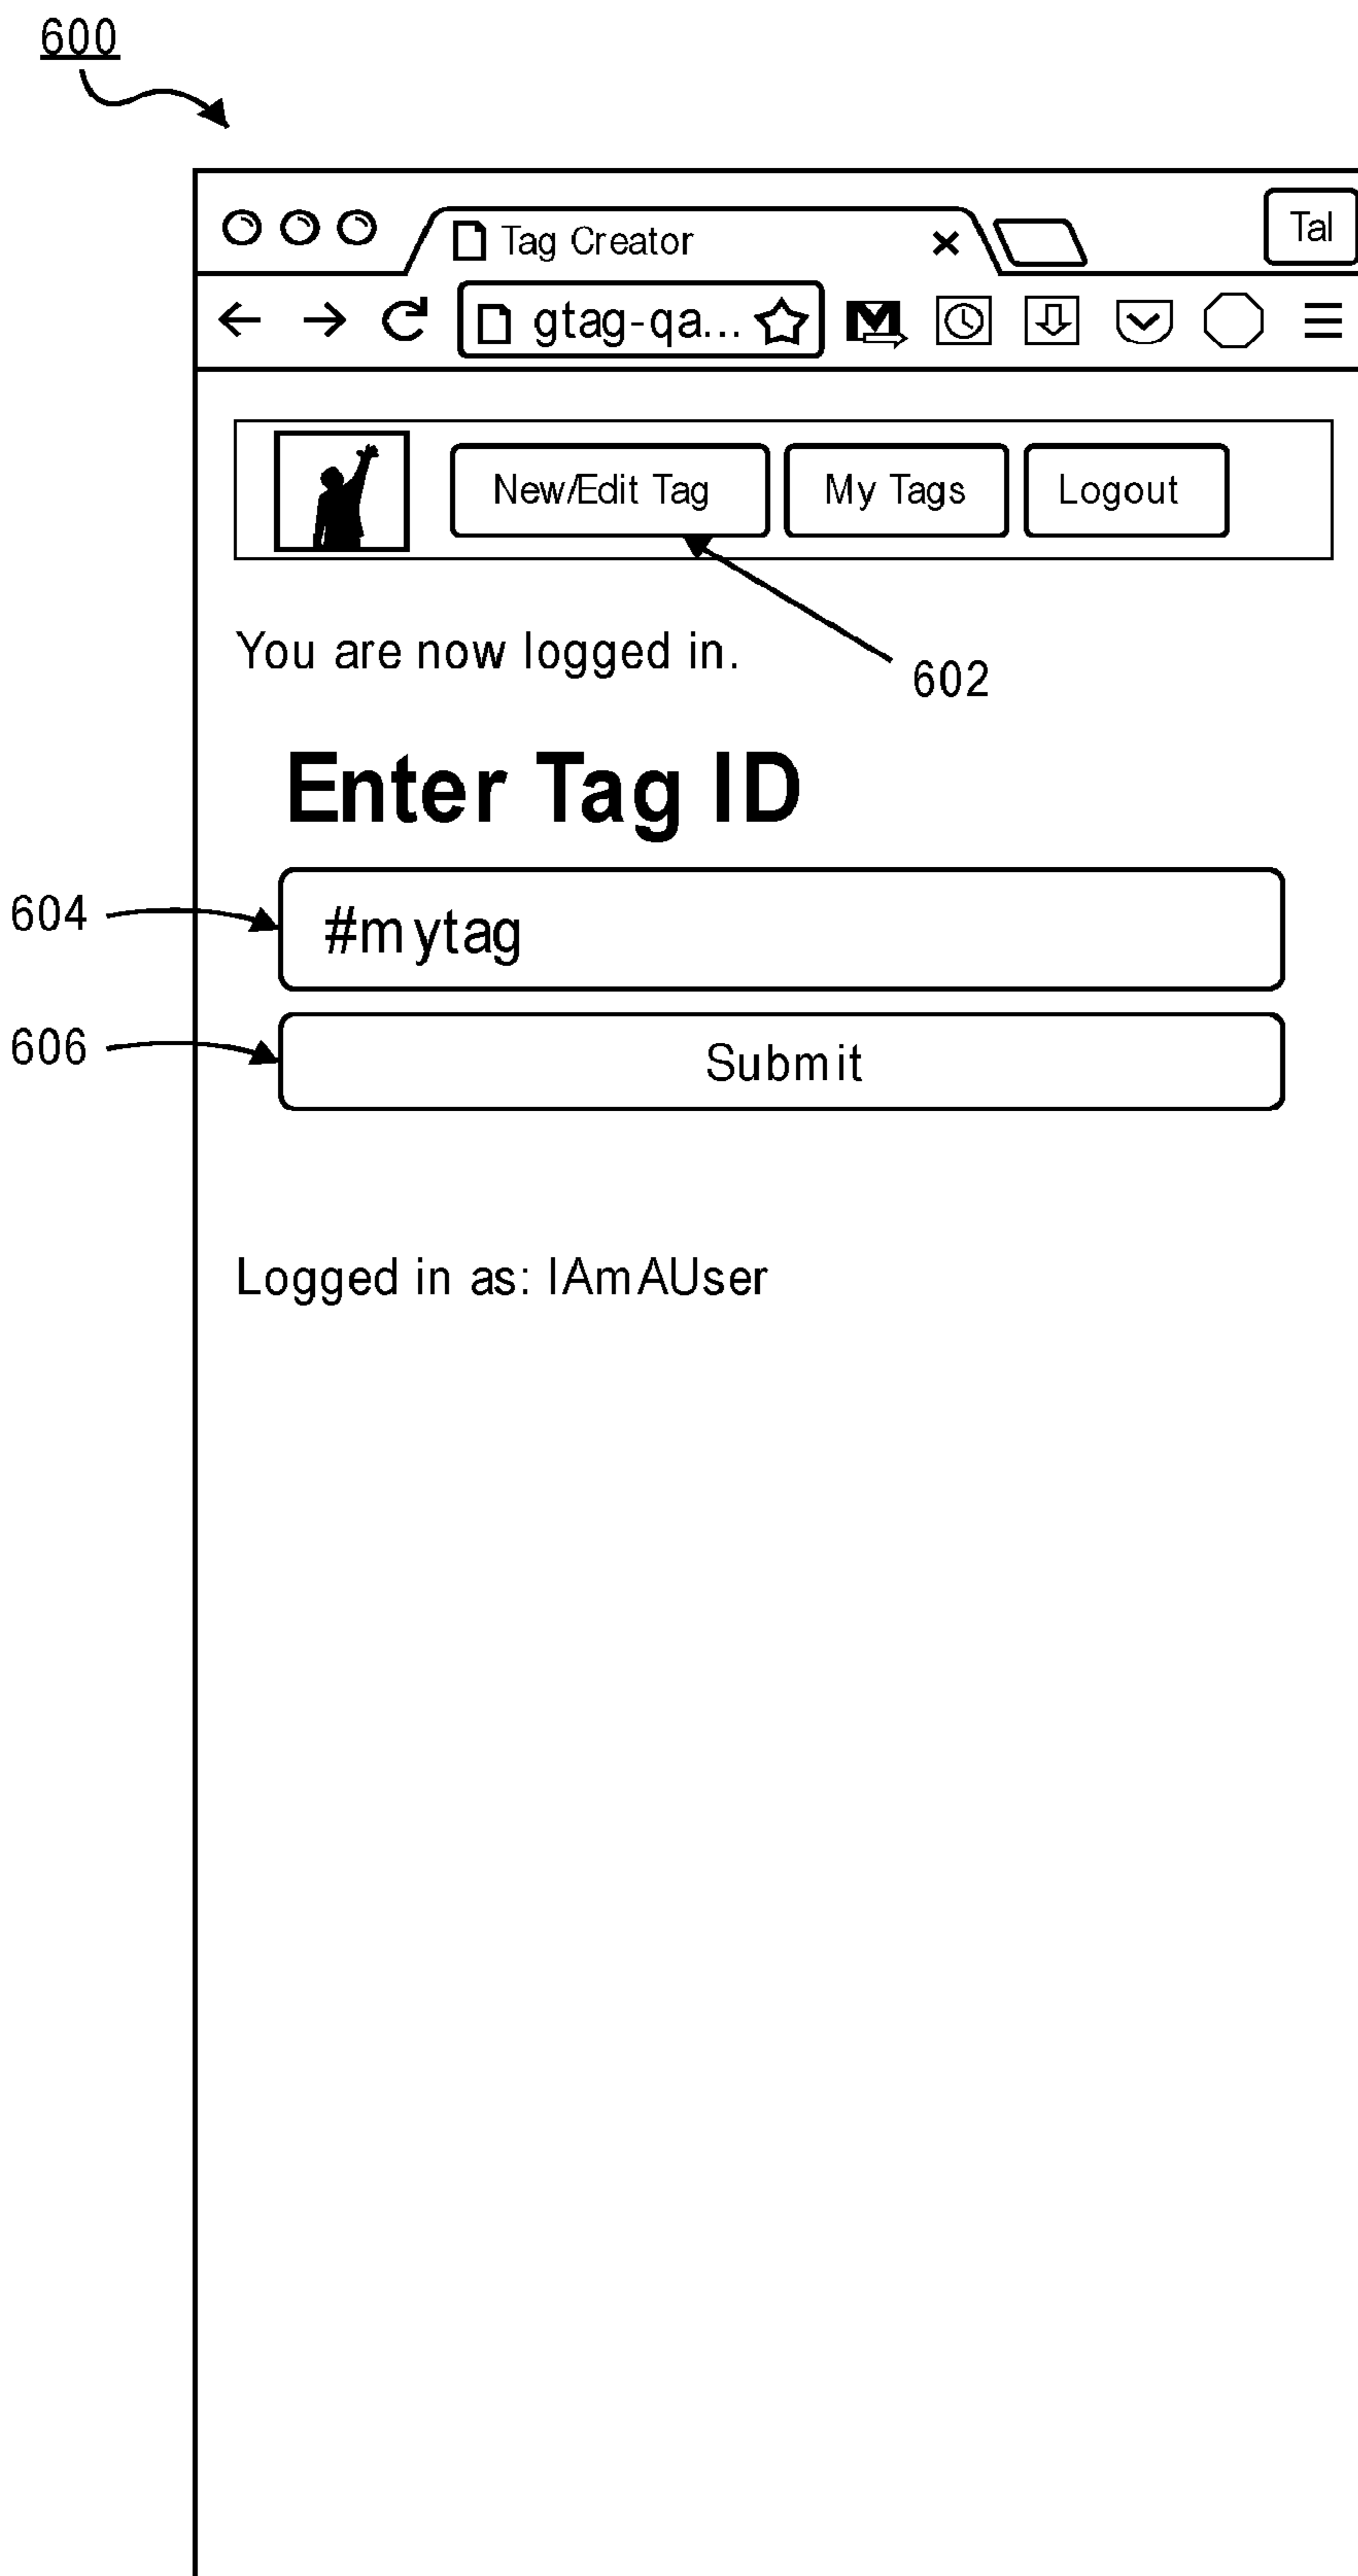 600
Tag Creator
Tal
gtag-qa...
New/Edit Tag
My Tags
Logout
You are now logged in.
602
Enter Tag ID
604
#mytag
606
Submit
Logged in as: IAmAUser